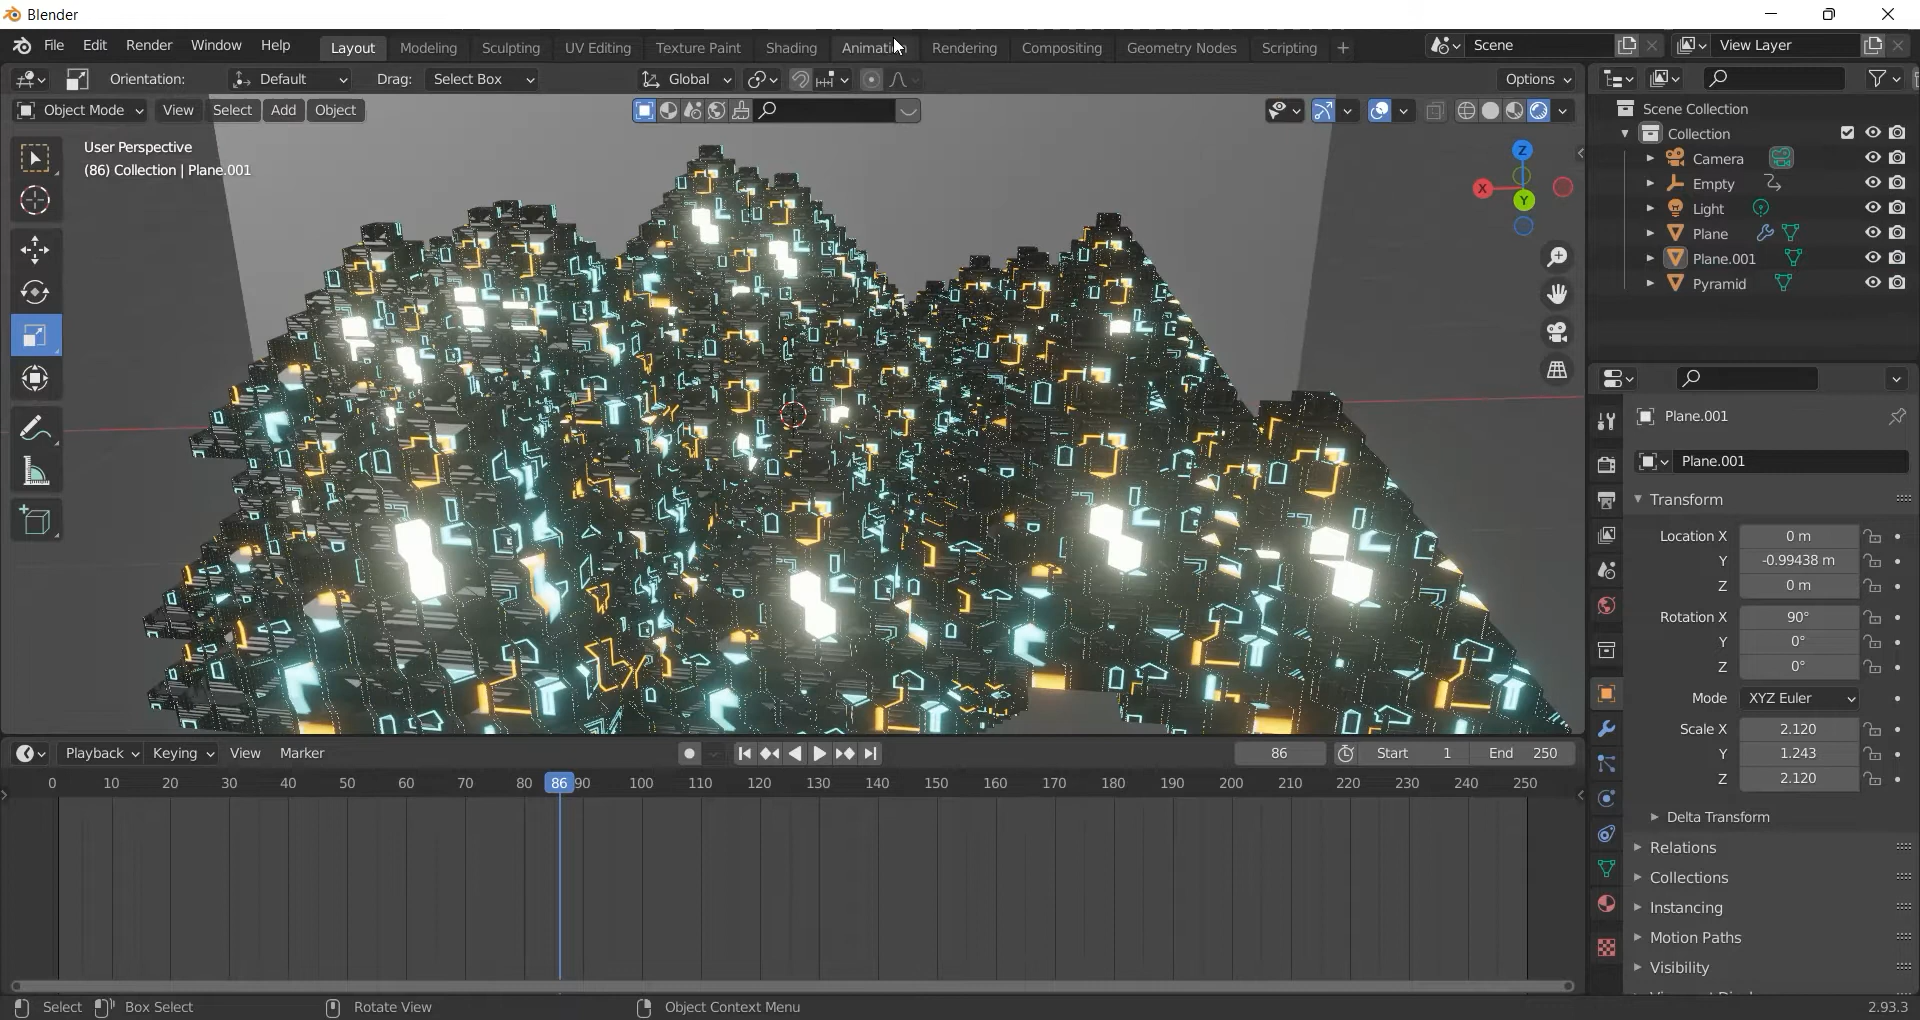 Blender
File Edit Render Window Help Layout Modeling Sculpting UV Editing Texture Paint Shading Animation Rendering Compositing Geometry Nodes Scripting + Scene View Layer
Orientation: Default Drag: Select Box Global Options
Object Mode View Select Add Object
User Perspective
(86) Collection | Plane.001
Z
X
Y
Scene Collection
Collection
Camera
Empty
Light
Plane
Plane.001
Pyramid
Plane.001
Plane.001
Transform
Location X 0 m
Y -0.99438 m
Z 0 m
Rotation X 90°
Y 0°
Z 0°
Mode XYZ Euler
Scale X 2.120
Y 1.243
Z 2.120
Delta Transform
Relations
Collections
Instancing
Motion Paths
Visibility
Playback Keying View Marker 86 Start 1 End 250
0 10 20 30 40 50 60 70 80 86 90 100 110 120 130 140 150 160 170 180 190 200 210 220 230 240 250
Select Box Select Rotate View Object Context Menu 2.93.3